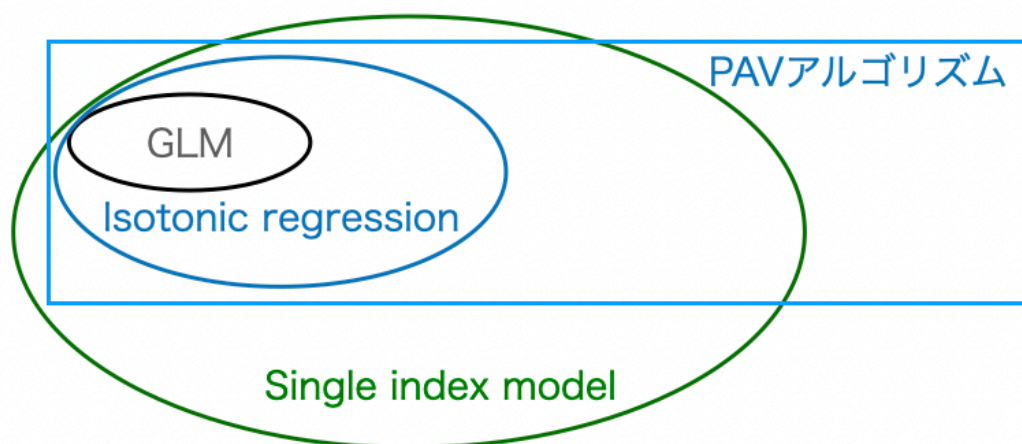 PAVアルゴリズム
GLM
Isotonic regression
Single index model